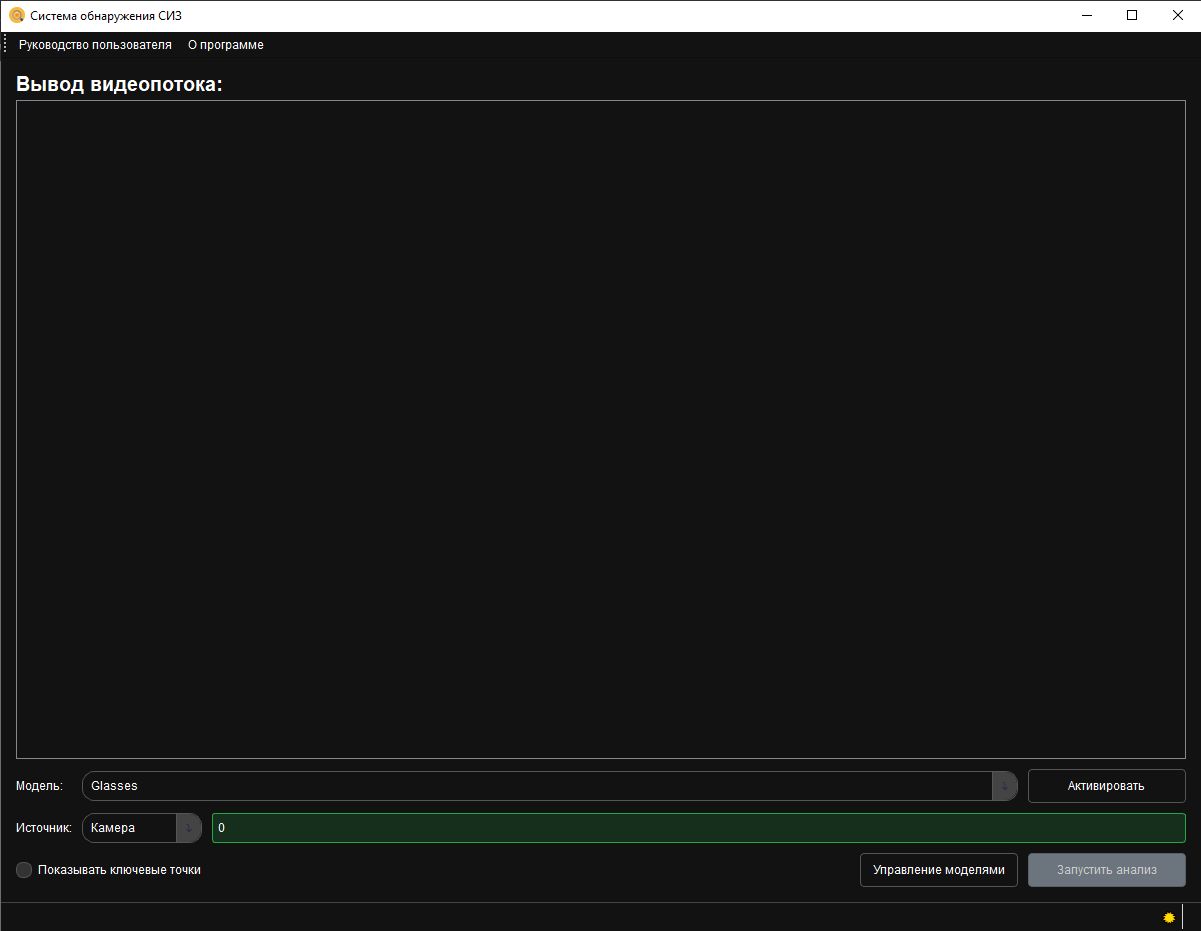 Система обнаружения СИЗ
Руководство пользователя О программе
Вывод видеопотока:
Модель: Glasses Активировать
Источник: Камера 0
Показывать ключевые точки Управление моделями Запустить анализ